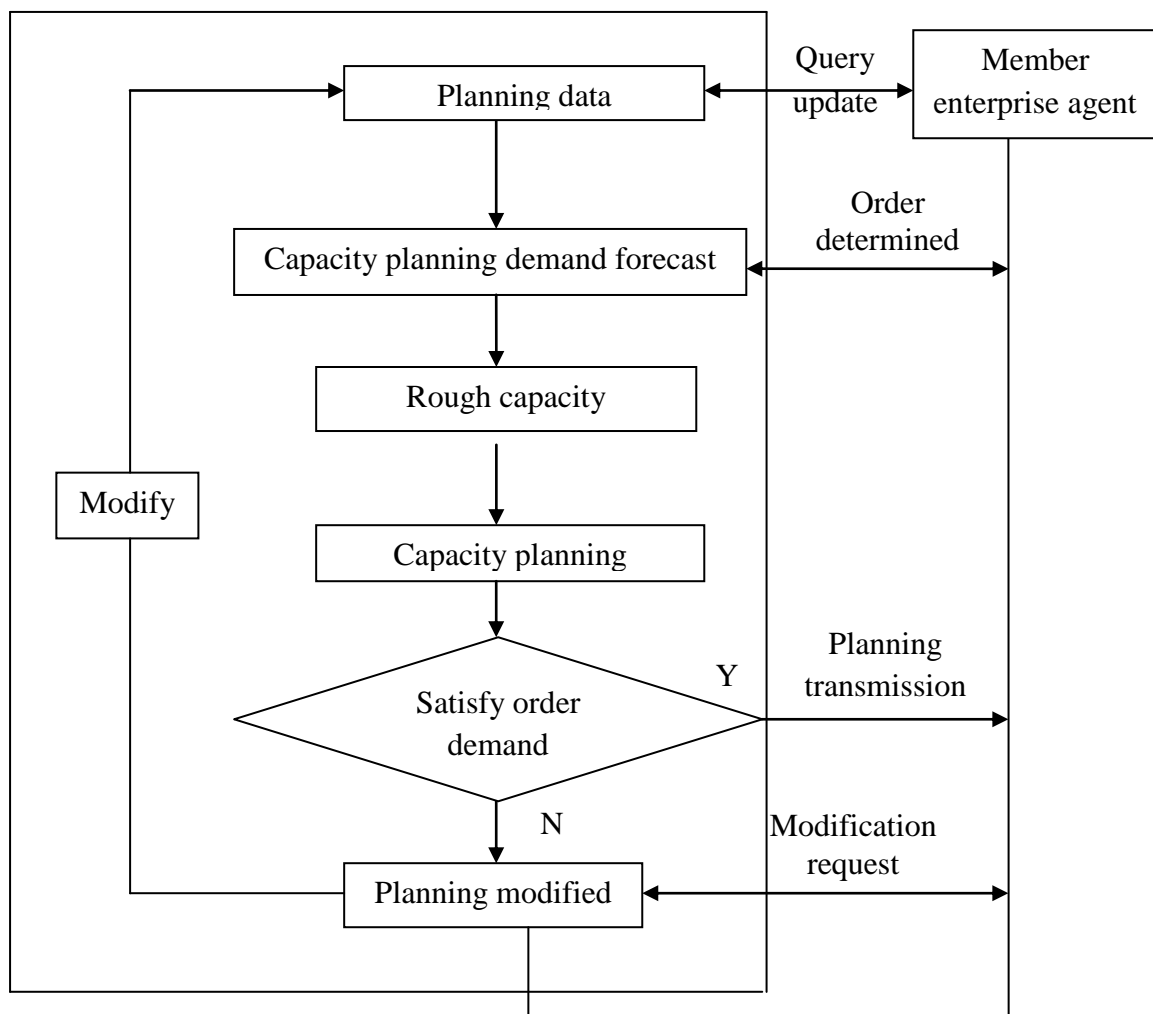 Query
update
Member
enterprise agent
Planning data
Order
determined
Capacity planning demand forecast
Rough capacity
Modify
Capacity planning
Y
Planning
transmission
Satisfy order
demand
N
Modification
request
Planning modified